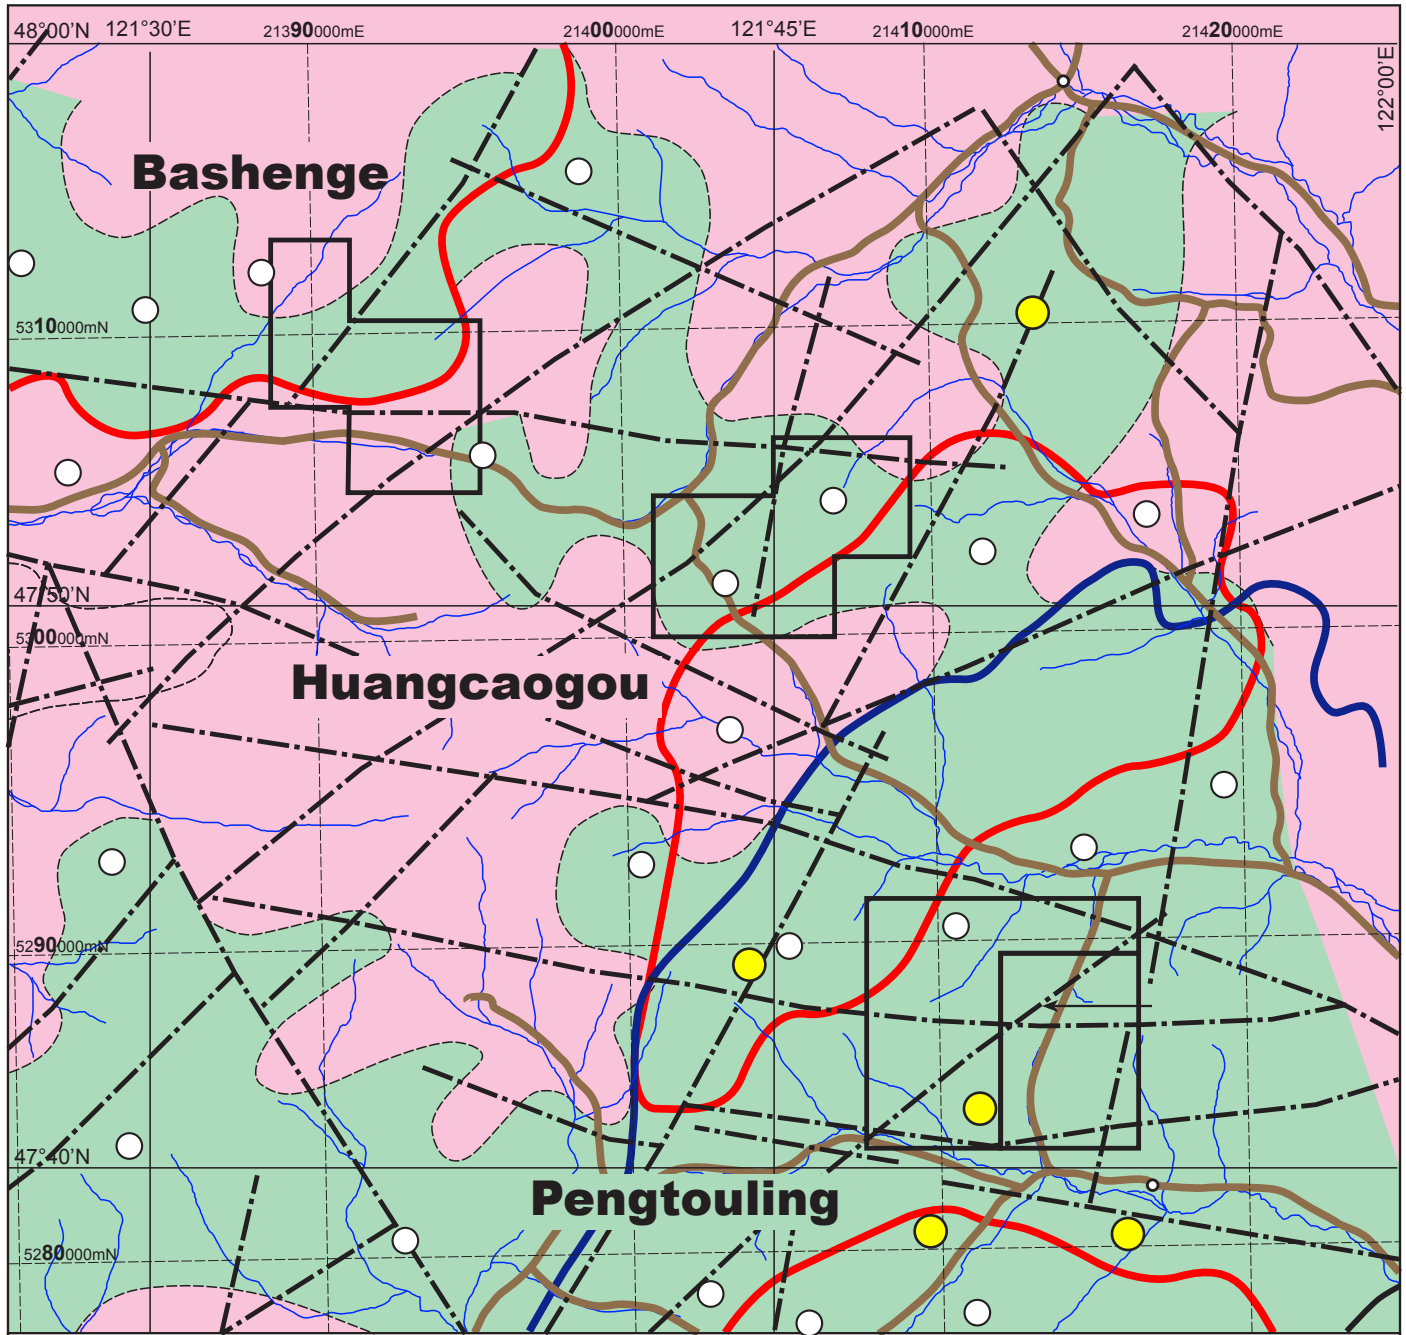 48°00′N 121°30′E 21390000mE 21400000mE 121°45′E 21410000mE 21420000mE
122°00′E
Bashenge
5310000mN
47°50′N
5300000mN
Huangcaogou
5290000mN
47°40′N
Pengtouling
5280000mN